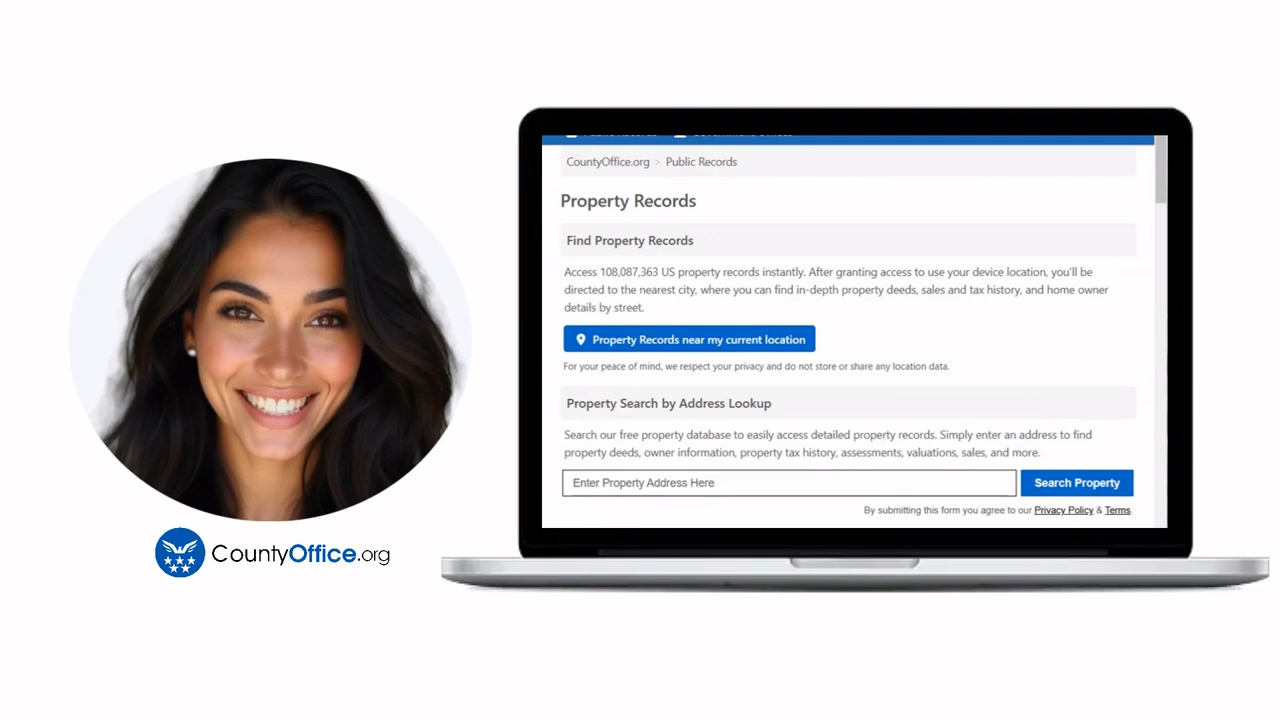 CountyOffice.org > Public Records
Property Records
Find Property Records
Access 108,087,363 US property records instantly. After granting access to use your device location, you'll be
directed to the nearest city, where you can find in-depth property deeds, sales and tax history, and home owner
details by street.
Property Records near my current location
For your peace of mind, we respect your privacy and do not store or share any location data.
Property Search by Address Lookup
Search our free property database to easily access detailed property records. Simply enter an address to find
property deeds, owner information, property tax history, assessments, valuations, sales, and more.
Enter Property Address Here
Search Property
By submitting this form you agree to our Privacy Policy & Terms.
CountyOffice.org